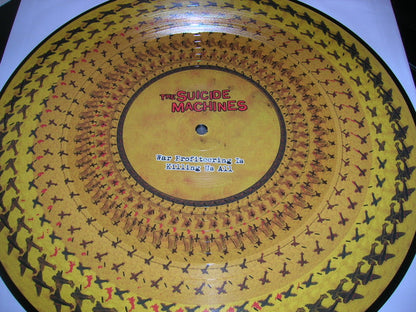 THE SUICIDE
MACHINES
War Profiteering Is
Killing Us All